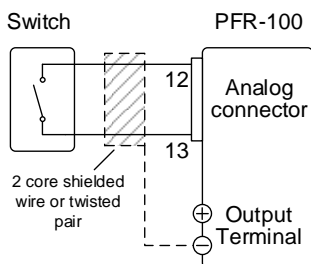 Switch
PFR-100
12
Analog
connector
13
2 core shielded
wire or twisted
pair
Output
Terminal